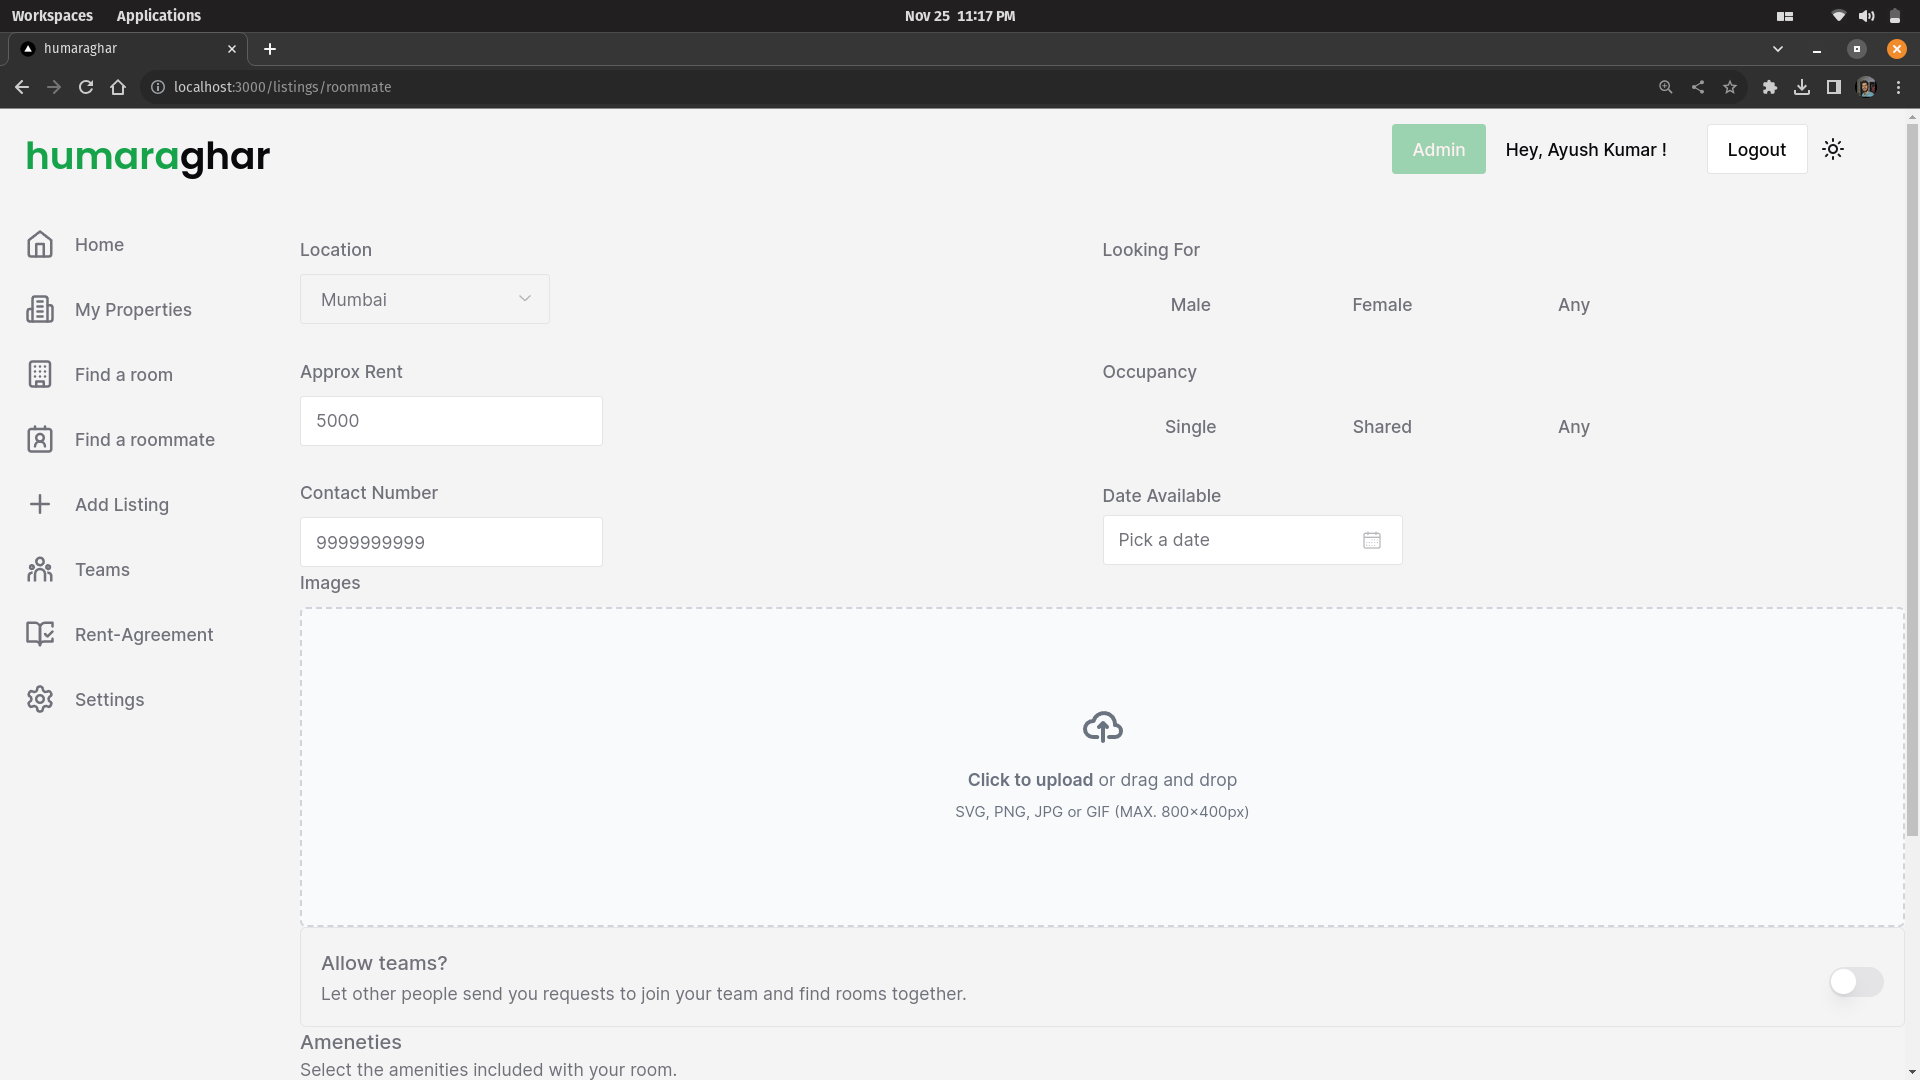 Workspaces Applications Nov 25 11:17 PM
humaraghar
localhost:3000/listings/roommate
humaraghar
Admin Hey, Ayush Kumar ! Logout
Home
My Properties
Find a room
Find a roommate
Add Listing
Teams
Rent-Agreement
Settings
Location
Mumbai
Looking For
Male Female Any
Approx Rent
5000
Occupancy
Single Shared Any
Contact Number
9999999999
Date Available
Pick a date
Images
Click to upload or drag and drop
SVG, PNG, JPG or GIF (MAX. 800×400px)
Allow teams?
Let other people send you requests to join your team and find rooms together.
Ameneties
Select the amenities included with your room.